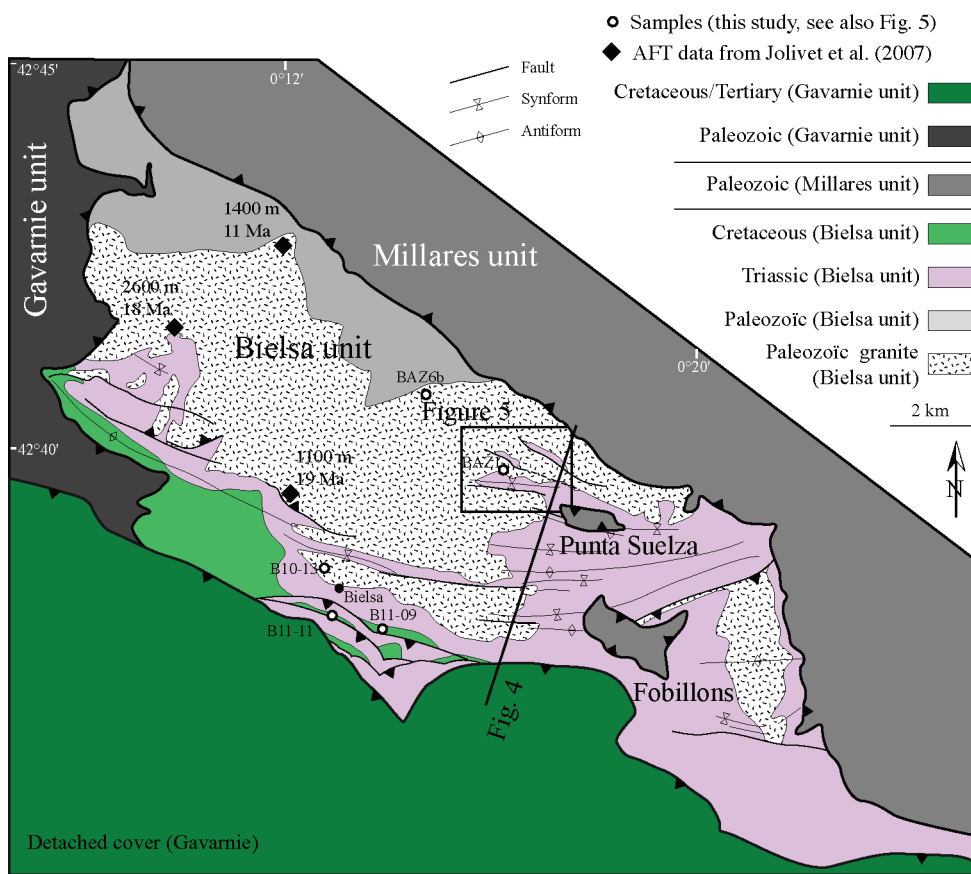 Samples (this study, see also Fig. 5)
AFT data from Jolivet et al. (2007)
Fault
Synform
Antiform
Cretaceous/Tertiary (Gavarnie unit)
Paleozoic (Gavarnie unit)
Paleozoic (Millares unit)
Cretaceous (Bielsa unit)
Triassic (Bielsa unit)
Paleozoïc (Bielsa unit)
Paleozoïc granite
(Bielsa unit)
2 km
N
42°45'
0°12'
0°20'
42°40'
Gavarnie unit
Millares unit
1400 m
11 Ma
2600 m
18 Ma
Bielsa unit
BAZ6b
Figure 5
BAZ1
1100 m
19 Ma
Punta Suelza
B10-13
Bielsa
B11-09
B11-11
Fobillons
Fig. 4
Detached cover (Gavarnie)